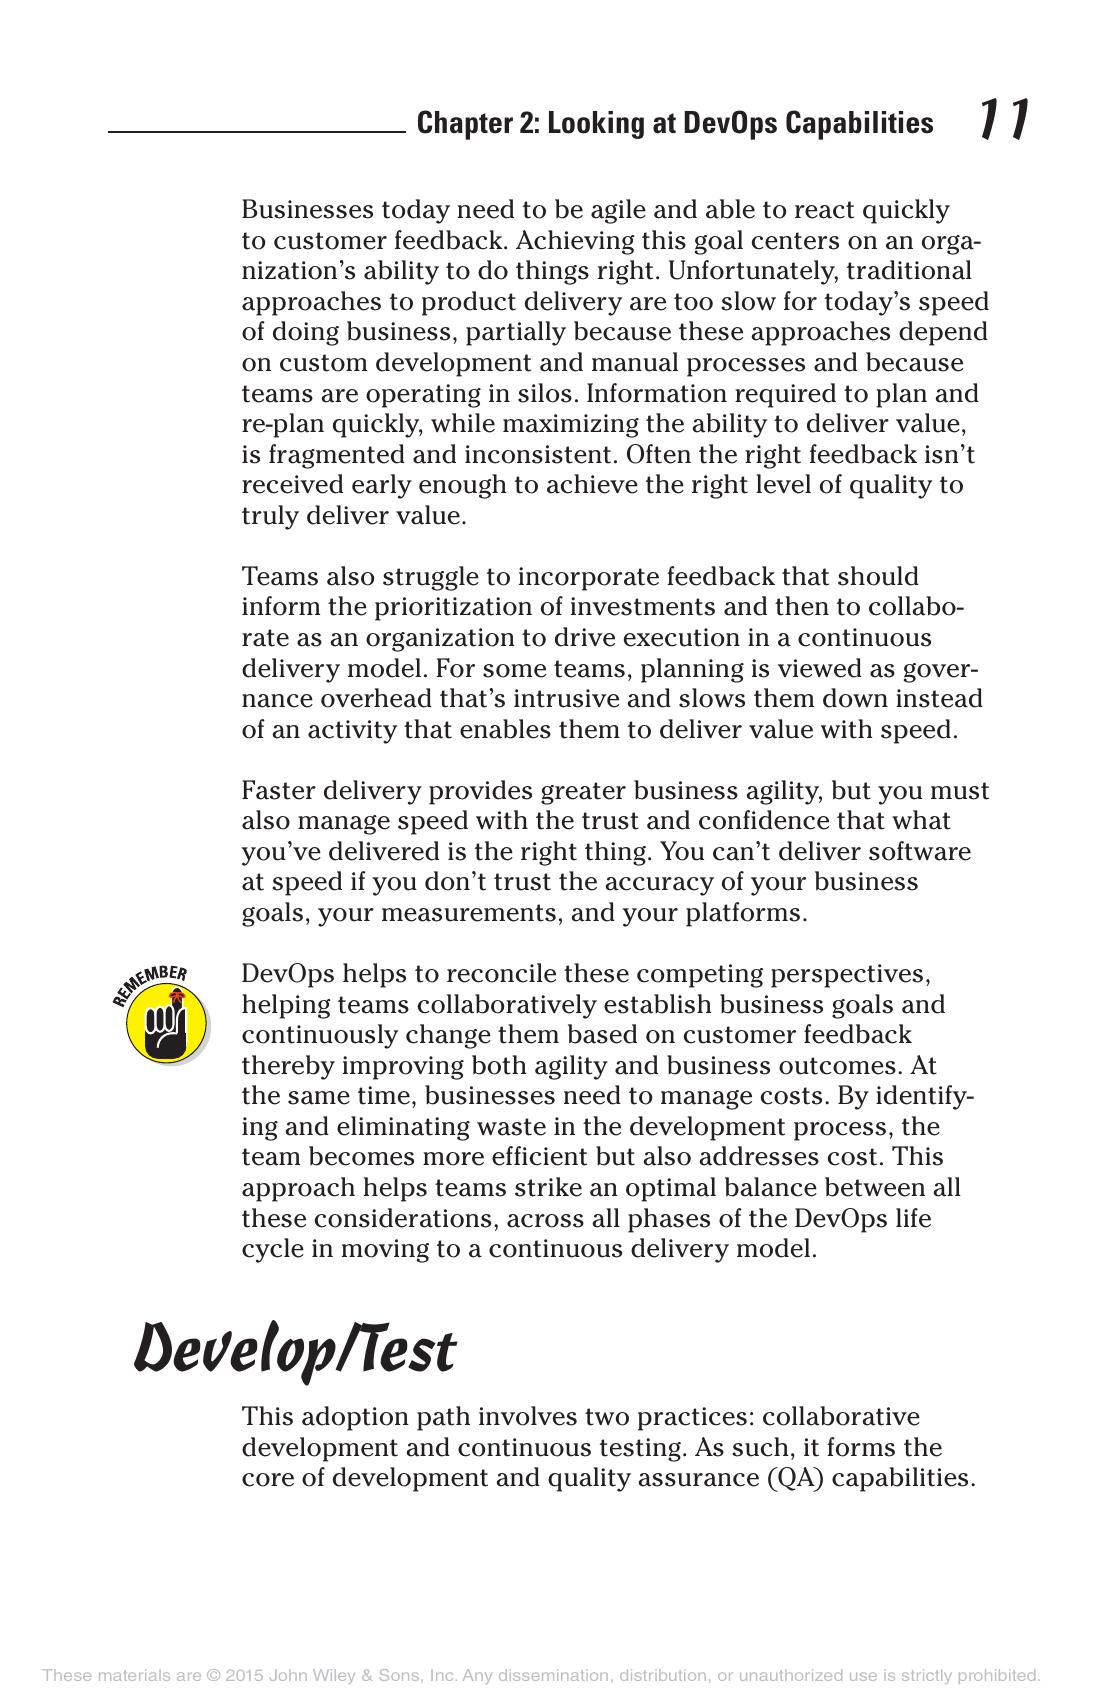 Chapter 2: Looking at DevOps Capabilities 11
Businesses today need to be agile and able to react quickly
to customer feedback. Achieving this goal centers on an orga-
nization’s ability to do things right. Unfortunately, traditional
approaches to product delivery are too slow for today’s speed
of doing business, partially because these approaches depend
on custom development and manual processes and because
teams are operating in silos. Information required to plan and
re-plan quickly, while maximizing the ability to deliver value,
is fragmented and inconsistent. Often the right feedback isn’t
received early enough to achieve the right level of quality to
truly deliver value.
Teams also struggle to incorporate feedback that should
inform the prioritization of investments and then to collabo-
rate as an organization to drive execution in a continuous
delivery model. For some teams, planning is viewed as gover-
nance overhead that’s intrusive and slows them down instead
of an activity that enables them to deliver value with speed.
Faster delivery provides greater business agility, but you must
also manage speed with the trust and confidence that what
you’ve delivered is the right thing. You can’t deliver software
at speed if you don’t trust the accuracy of your business
goals, your measurements, and your platforms.
REMEMBER
DevOps helps to reconcile these competing perspectives,
helping teams collaboratively establish business goals and
continuously change them based on customer feedback
thereby improving both agility and business outcomes. At
the same time, businesses need to manage costs. By identify-
ing and eliminating waste in the development process, the
team becomes more efficient but also addresses cost. This
approach helps teams strike an optimal balance between all
these considerations, across all phases of the DevOps life
cycle in moving to a continuous delivery model.
Develop/Test
This adoption path involves two practices: collaborative
development and continuous testing. As such, it forms the
core of development and quality assurance (QA) capabilities.
These materials are © 2015 John Wiley & Sons, Inc. Any dissemination, distribution, or unauthorized use is strictly prohibited.